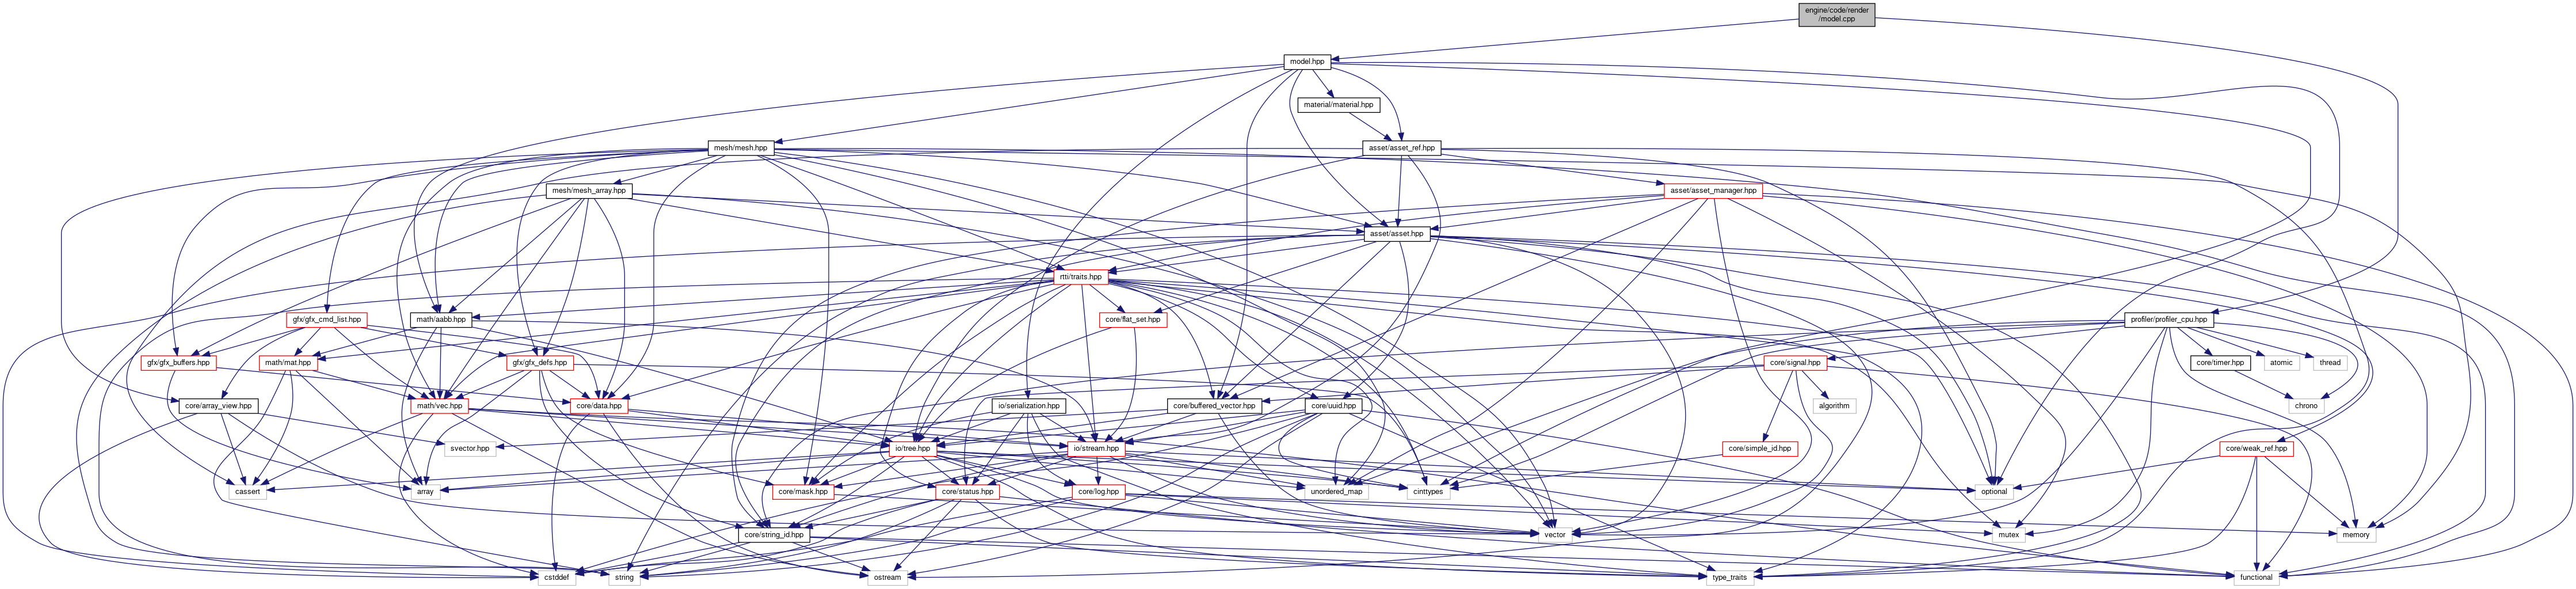 engine/code/render
/model.cpp
model.hpp
material/material.hpp
mesh/mesh.hpp
asset/asset_ref.hpp
mesh/mesh_array.hpp
asset/asset_manager.hpp
asset/asset.hpp
rtti/traits.hpp
gfx/gfx_cmd_list.hpp
math/aabb.hpp
core/flat_set.hpp
profiler/profiler_cpu.hpp
gfx/gfx_buffers.hpp
math/mat.hpp
gfx/gfx_defs.hpp
core/signal.hpp
core/timer.hpp
atomic
thread
core/array_view.hpp
math/vec.hpp
core/data.hpp
io/serialization.hpp
core/buffered_vector.hpp
core/uuid.hpp
algorithm
chrono
svector.hpp
io/tree.hpp
io/stream.hpp
core/simple_id.hpp
core/weak_ref.hpp
cassert
array
core/mask.hpp
core/status.hpp
core/log.hpp
unordered_map
cinttypes
optional
core/string_id.hpp
vector
mutex
memory
cstddef
string
ostream
type_traits
functional